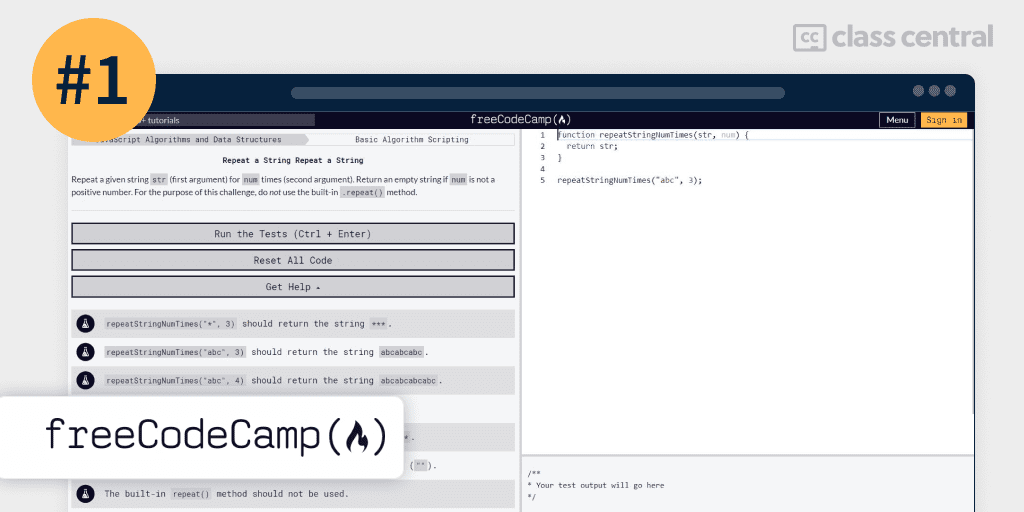 #1
class central
+ tutorials
freeCodeCamp(
)
Menu
Sign in
JavaScript Algorithms and Data Structures
Basic Algorithm Scripting
Repeat a String Repeat a String
Repeat a given string str (first argument) for num times (second argument). Return an empty string if num is not a
positive number. For the purpose of this challenge, do not use the built-in .repeat() method.
Run the Tests (Ctrl + Enter)
Reset All Code
Get Help
repeatStringNumTimes("*", 3) should return the string ***.
repeatStringNumTimes("abc", 3) should return the string abcabcabc.
repeatStringNumTimes("abc", 4) should return the string abcabcabcabc.
*.
("").
The built-in repeat() method should not be used.
freeCodeCamp(
)
1 function repeatStringNumTimes(str, num) {
2 return str;
3 }
4
5 repeatStringNumTimes("abc", 3);
/**
* Your test output will go here
*/